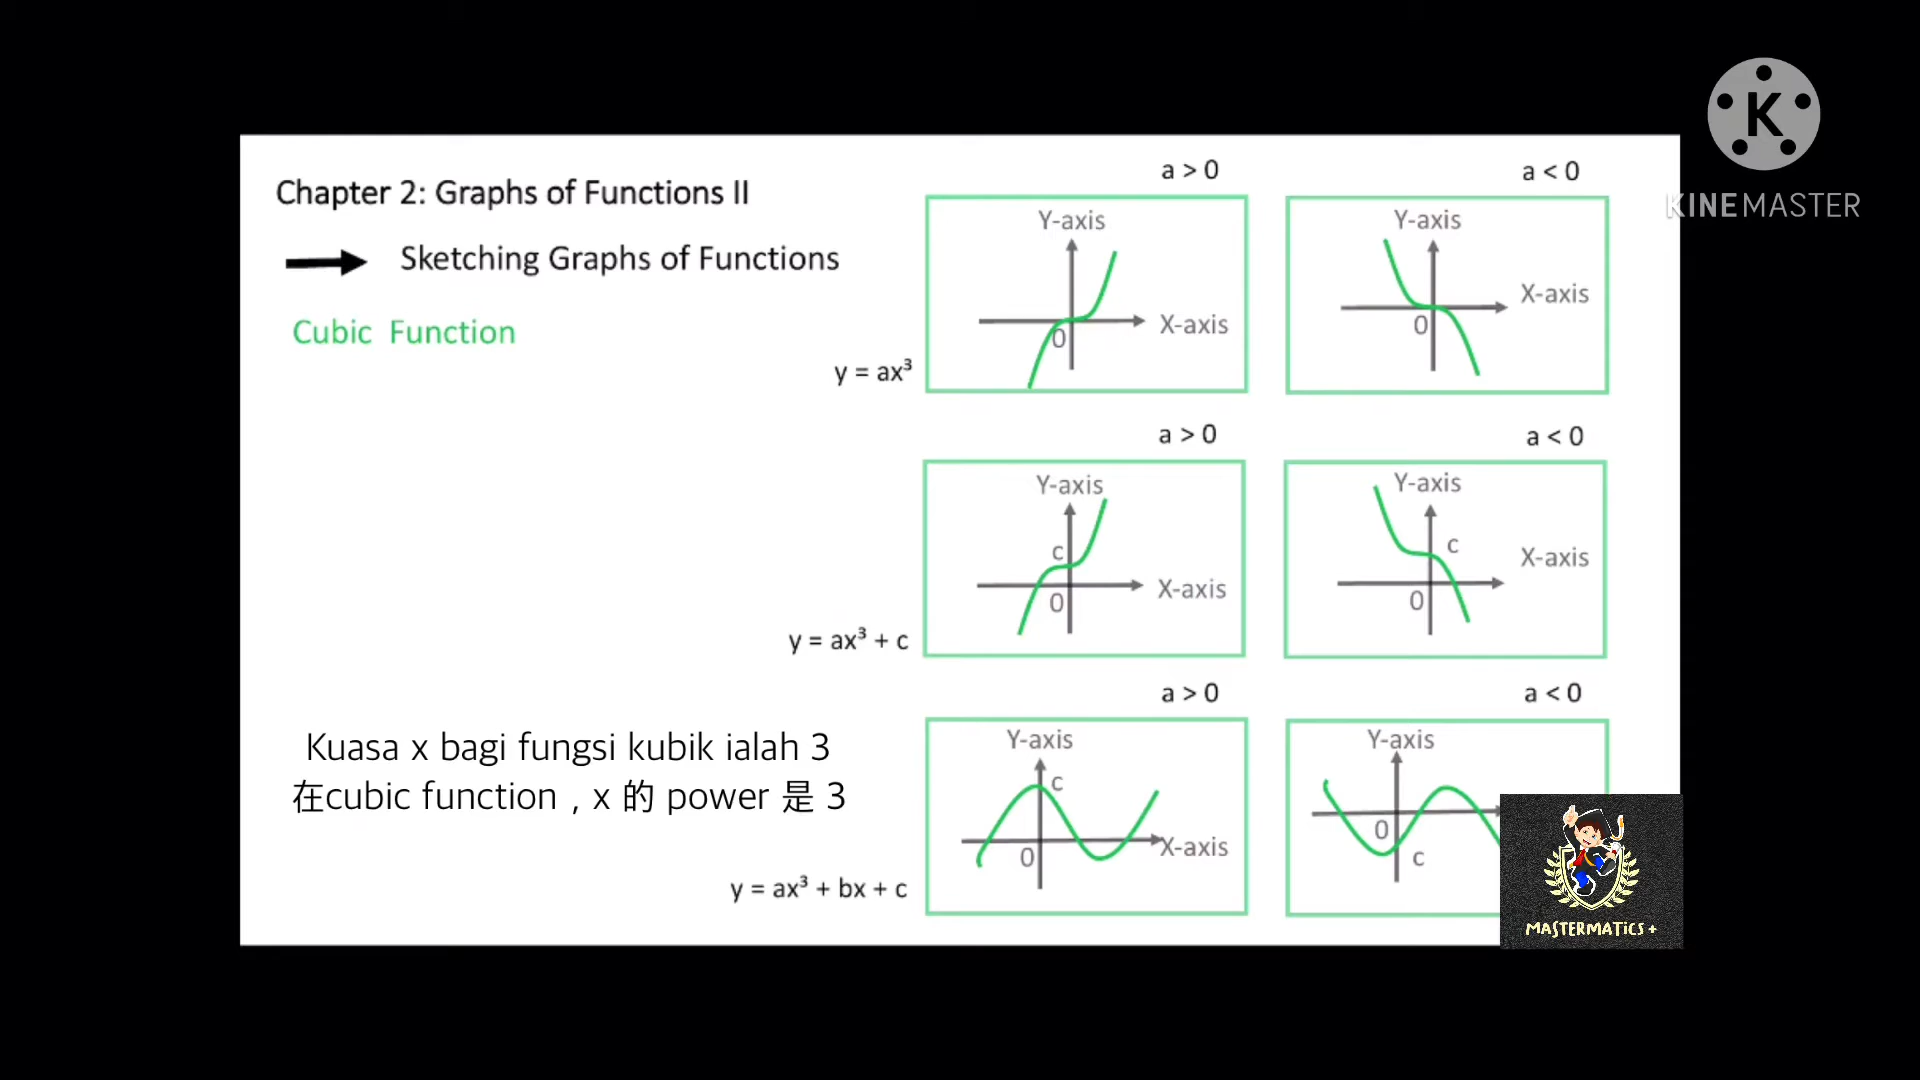 K
KINEMASTER
Chapter 2: Graphs of Functions II
Sketching Graphs of Functions
Cubic Function
a > 0
Y-axis
0
X-axis
a < 0
Y-axis
X-axis
0
y = ax³
a > 0
Y-axis
c
0
X-axis
a < 0
Y-axis
c
X-axis
0
y = ax³ + c
a > 0
Y-axis
c
0
X-axis
a < 0
Y-axis
0
c
y = ax³ + bx + c
Kuasa x bagi fungsi kubik ialah 3
在cubic function , x 的 power 是 3
MASTERMATICS +